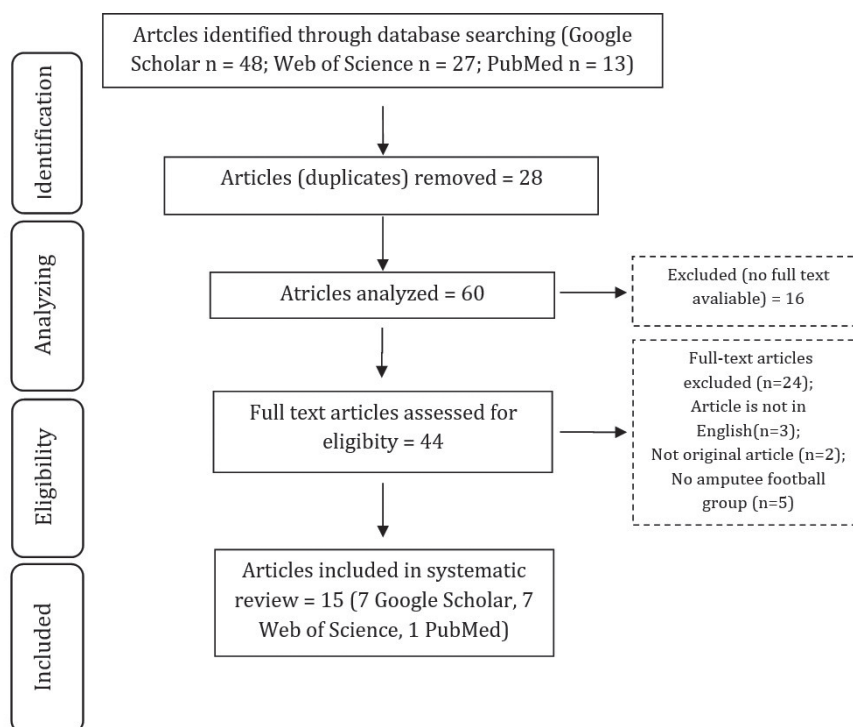 Artcles identified through database searching (Google
Scholar n = 48; Web of Science n = 27; PubMed n = 13)
Identification
Articles (duplicates) removed = 28
Analyzing
Atricles analyzed = 60
Excluded (no full text
avaliable) = 16
Full-text articles
excluded (n=24);
Article is not in
English(n=3);
Not original article (n=2);
No amputee football
group (n=5)
Eligibility
Full text articles assessed for
eligibity = 44
Included
Articles included in systematic
review = 15 (7 Google Scholar, 7
Web of Science, 1 PubMed)